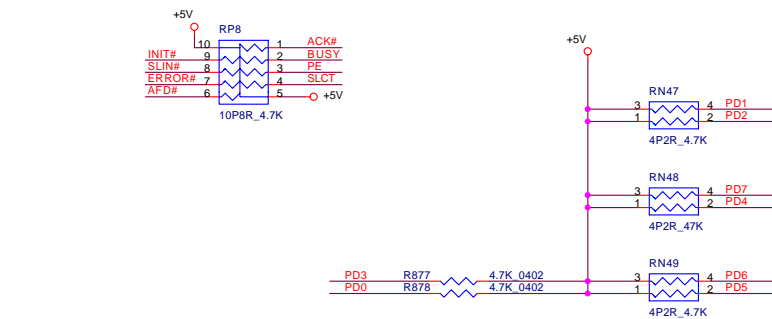 +5V
RP8
10 1 ACK#
INIT# 9 2 BUSY
SLIN# 8 3 PE
ERROR# 7 4 SLCT
AFD# 6 5 +5V
10P8R_4.7K
+5V
RN47
3 4 PD1
1 2 PD2
4P2R_4.7K
RN48
3 4 PD7
1 2 PD4
4P2R_47K
RN49
PD3 R877 4.7K_0402 3 4 PD6
PD0 R878 4.7K_0402 1 2 PD5
4P2R_4.7K